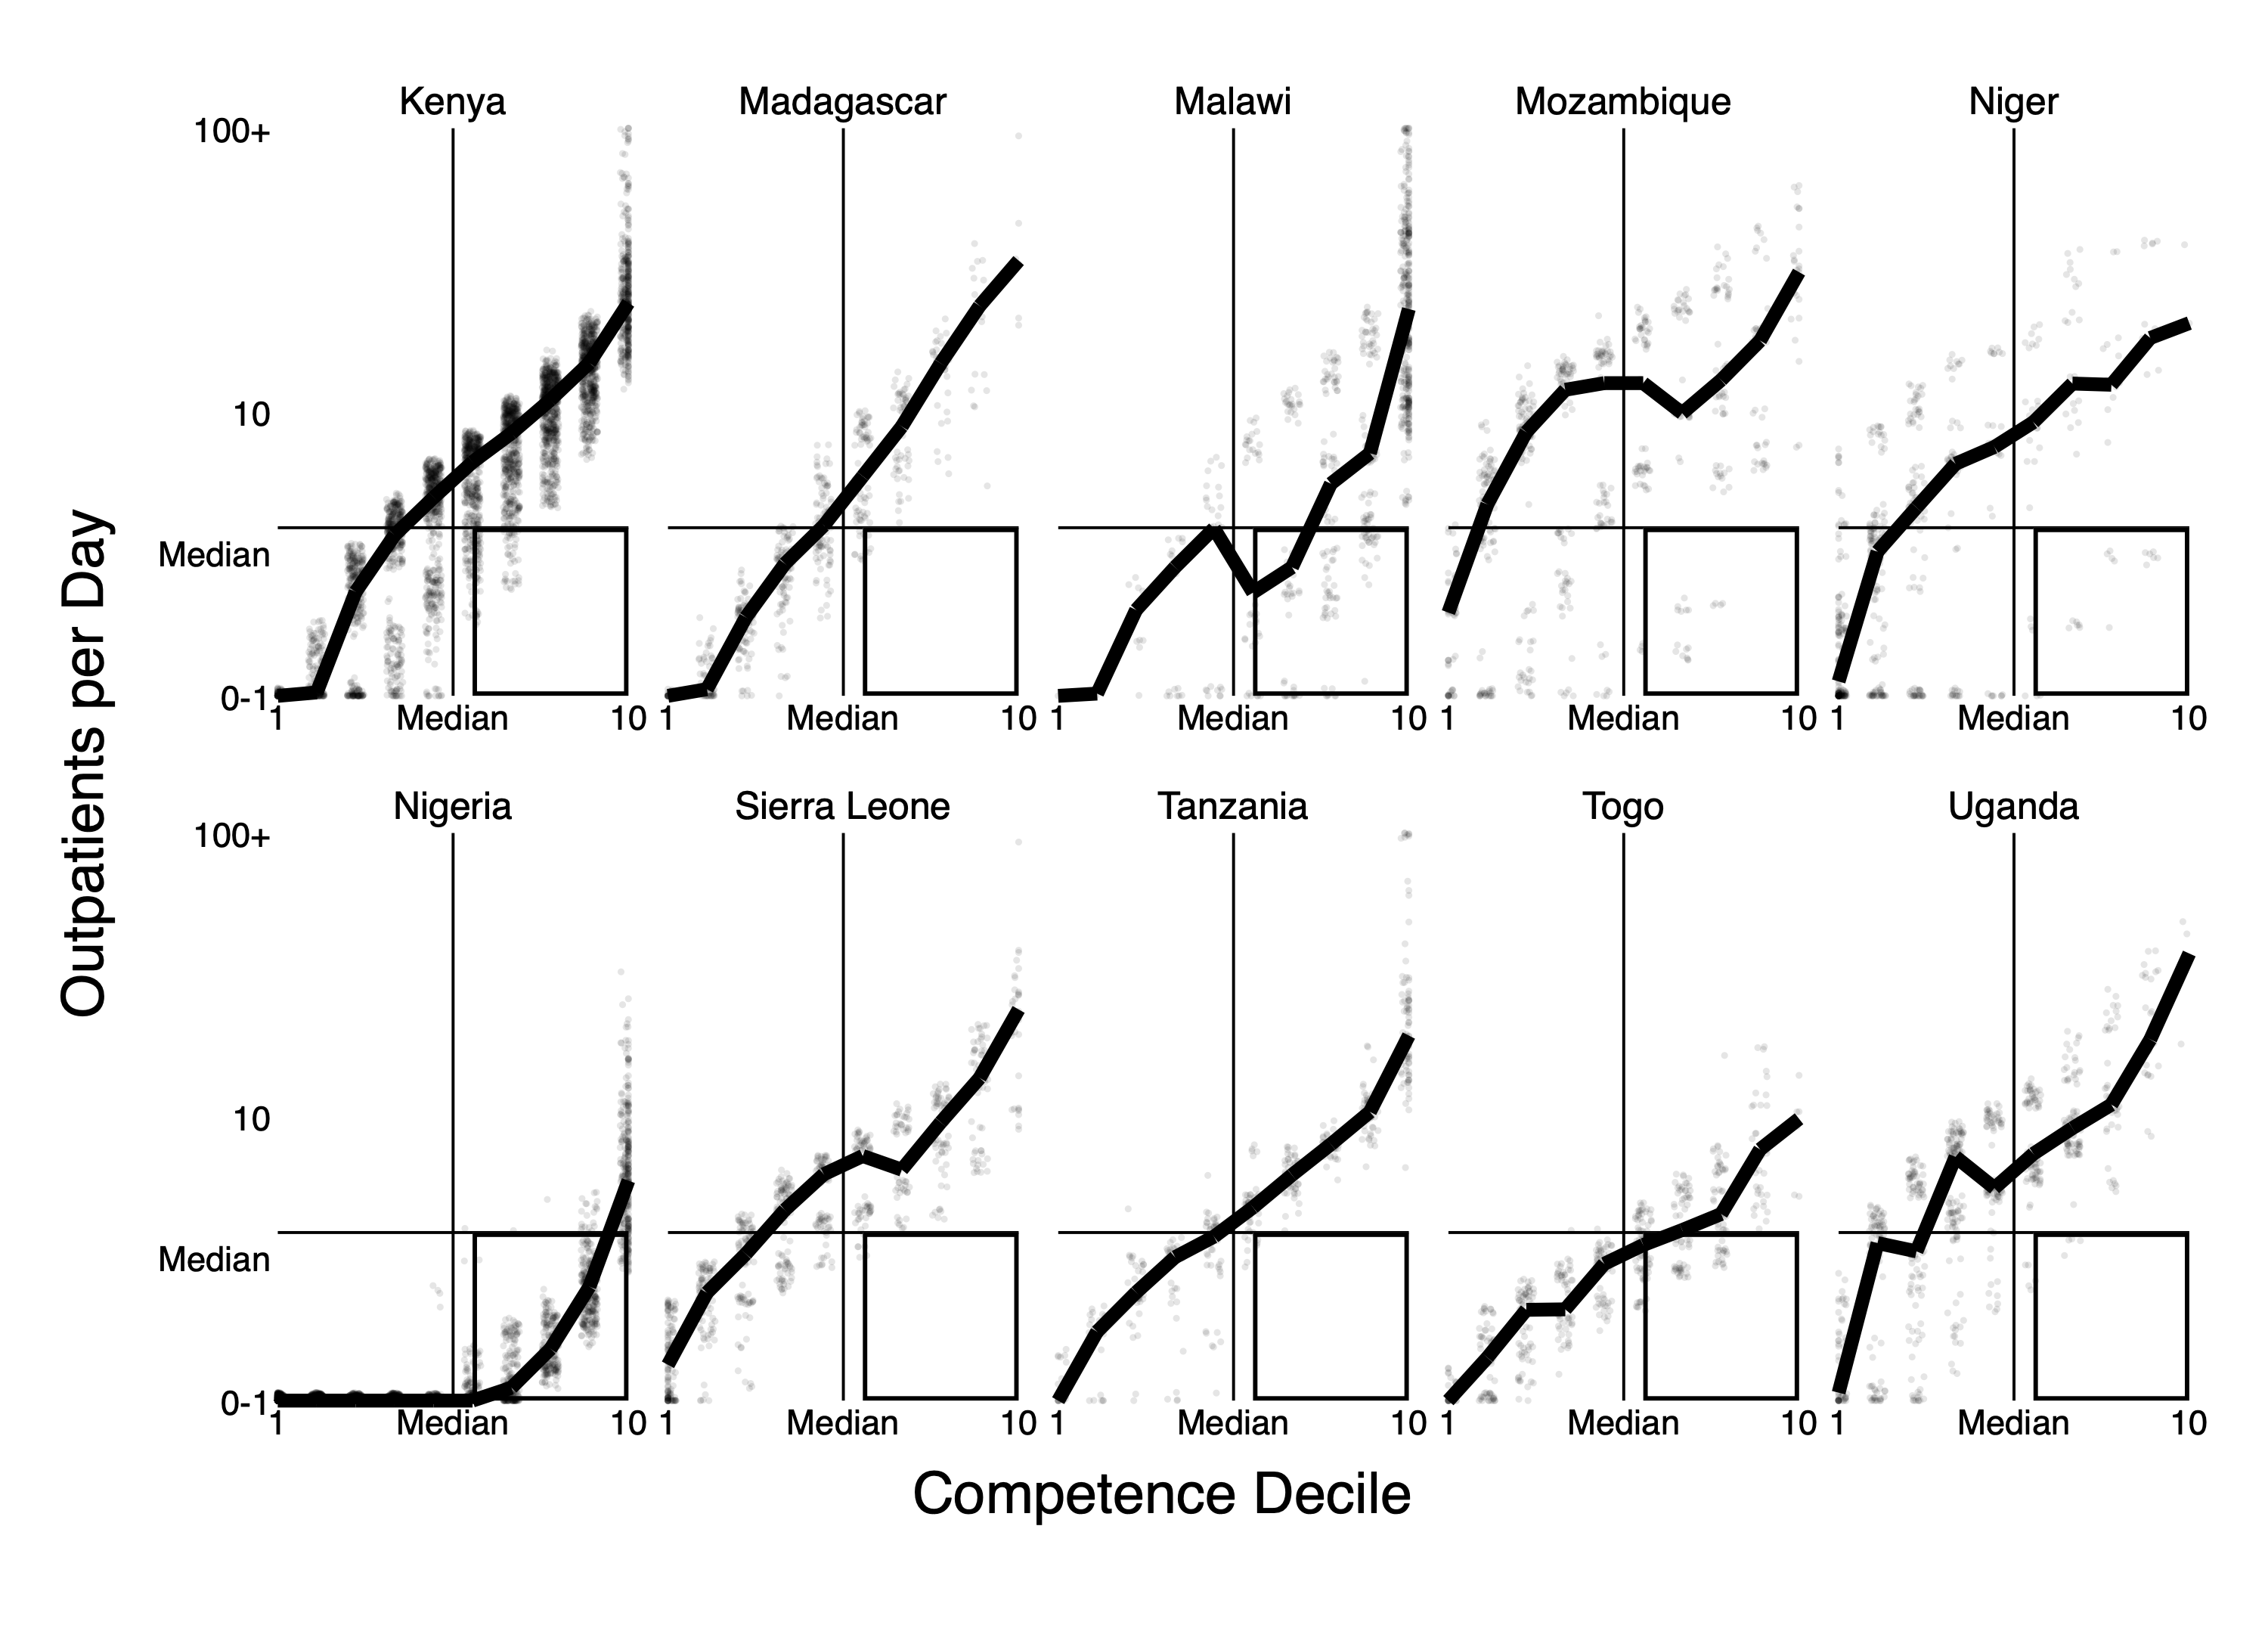 Kenya Madagascar Malawi Mozambique Niger
100+
10
Median
0-1
1 Median 10 1 Median 10 1 Median 10 1 Median 10 1 Median 10
Outpatients per Day
Nigeria Sierra Leone Tanzania Togo Uganda
100+
10
Median
0-1
1 Median 10 1 Median 10 1 Median 10 1 Median 10 1 Median 10
Competence Decile